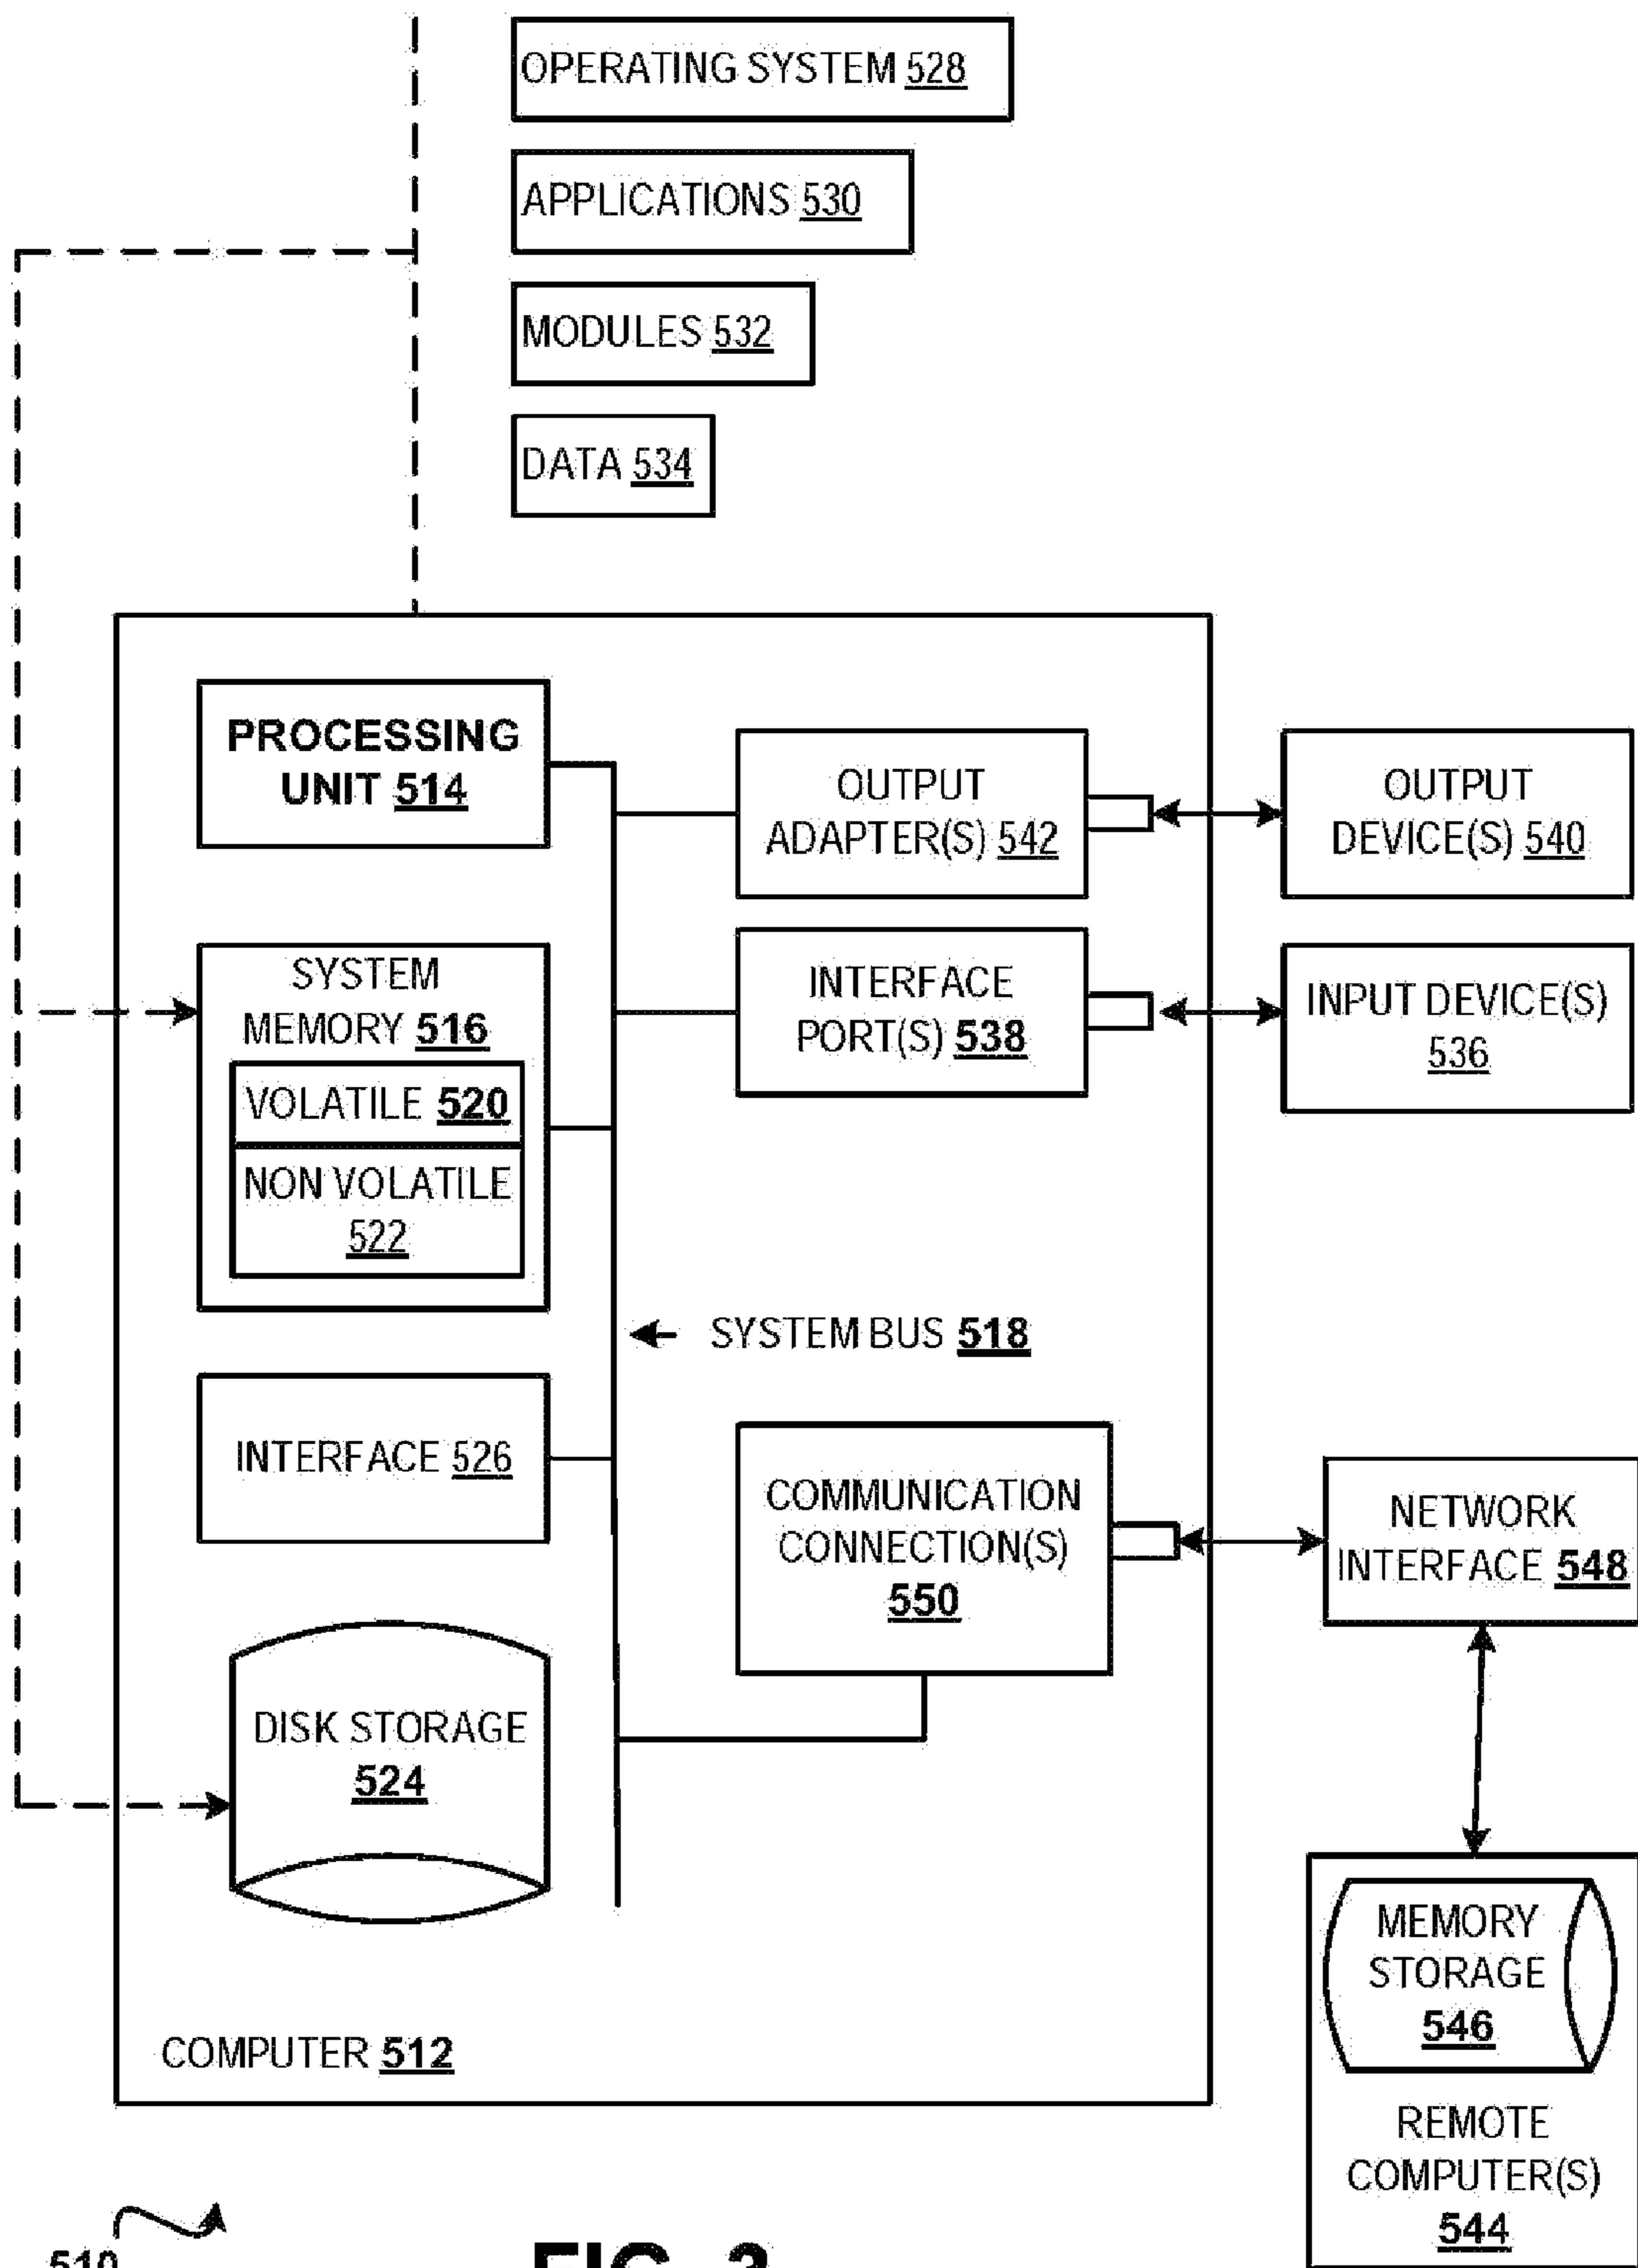 OPERATING SYSTEM 528
APPLICATIONS 530
MODULES 532
DATA 534
PROCESSING
UNIT 514
OUTPUT
ADAPTER(S) 542
OUTPUT
DEVICE(S) 540
SYSTEM
MEMORY 516
VOLATILE 520
NON VOLATILE
522
INTERFACE
PORT(S) 538
INPUT DEVICE(S)
536
SYSTEM BUS 518
INTERFACE 526
COMMUNICATION
CONNECTION(S)
550
NETWORK
INTERFACE 548
DISK STORAGE
524
MEMORY
STORAGE
546
REMOTE
COMPUTER(S)
544
COMPUTER 512
510
FIG. 3